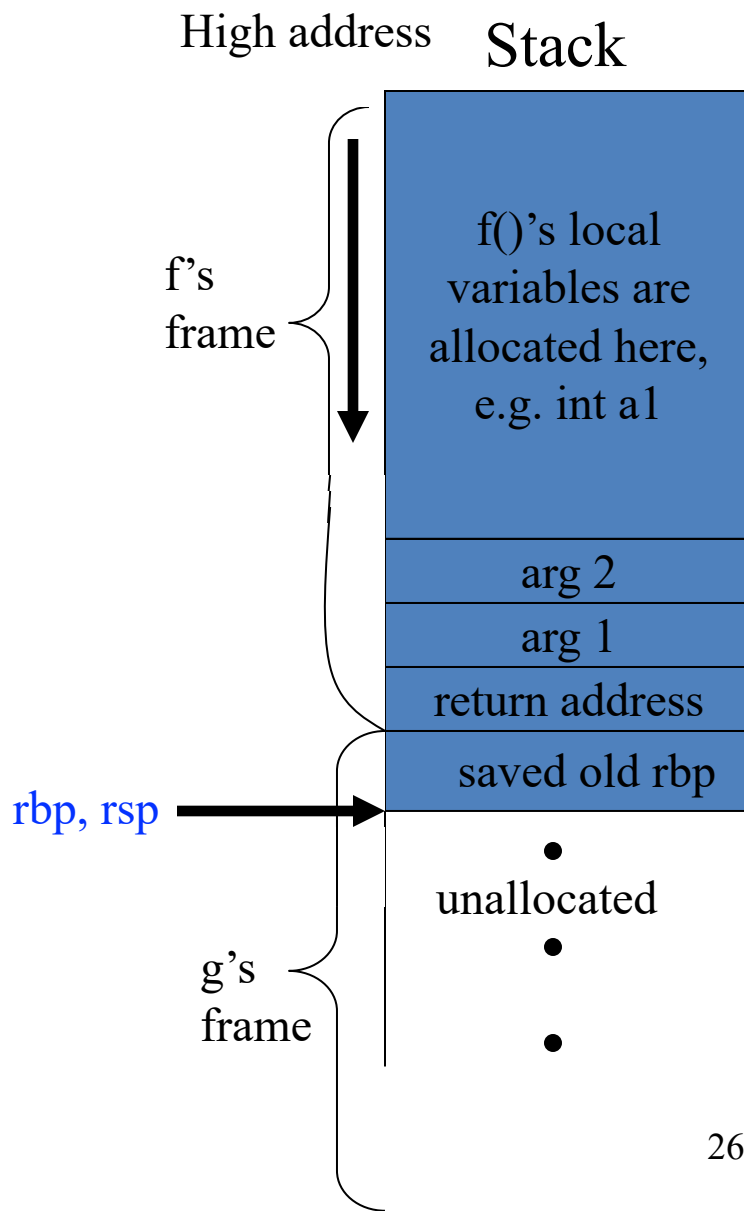 High address
Stack
f's
frame
f()'s local
variables are
allocated here,
e.g. int a1
arg 2
arg 1
return address
saved old rbp
rbp, rsp
unallocated
g's
frame
26